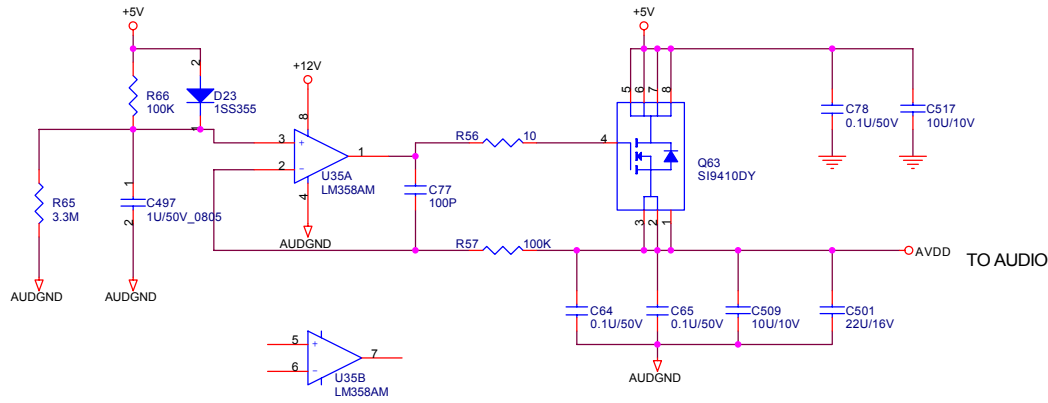 +5V
+5V
+12V
2
R66
100K
D23
1SS355
1
5
6
7
8
C78
0.1U/50V
C517
10U/10V
8
3
+
1
R56
10
4
2
-
U35A
LM358AM
Q63
SI9410DY
C77
100P
4
R65
3.3M
1
C497
1U/50V_0805
2
AUDGND
3
2
1
R57
100K
AVDD
TO AUDIO
AUDGND
AUDGND
C64
0.1U/50V
C65
0.1U/50V
C509
10U/10V
C501
22U/16V
5
+
7
6
-
U35B
LM358AM
AUDGND